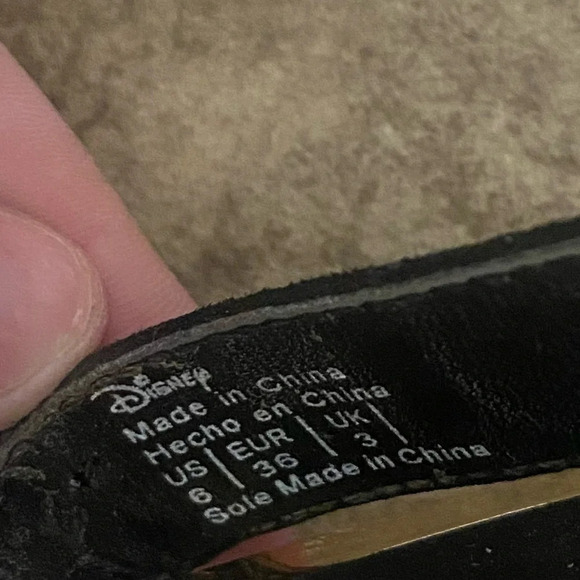 Disney
Made in China
Hecho en China
US | EUR | UK |
6 | 36 | 3 |
Sole Made in China